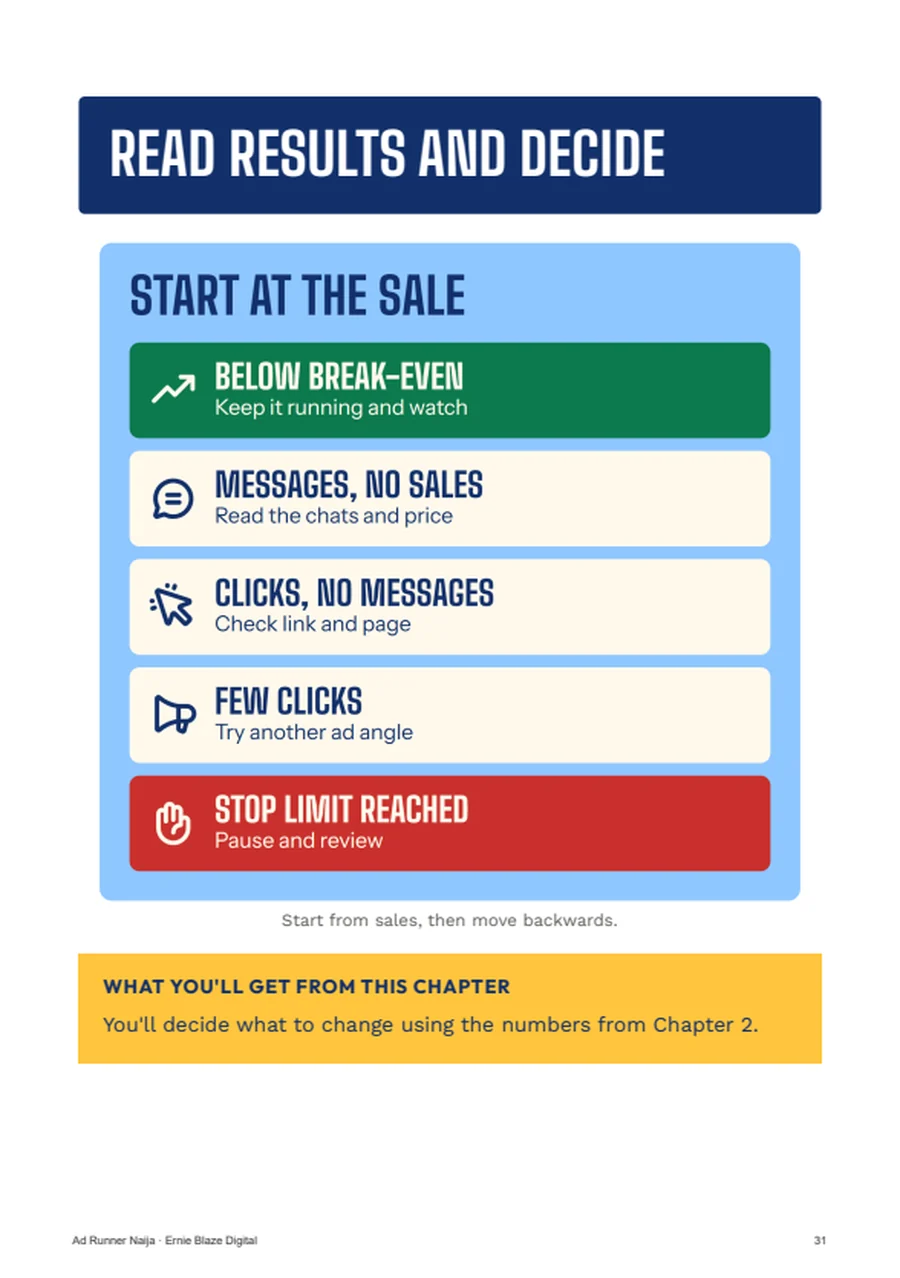 READ RESULTS AND DECIDE
START AT THE SALE
BELOW BREAK-EVEN
Keep it running and watch
MESSAGES, NO SALES
Read the chats and price
CLICKS, NO MESSAGES
Check link and page
FEW CLICKS
Try another ad angle
STOP LIMIT REACHED
Pause and review
Start from sales, then move backwards.
WHAT YOU'LL GET FROM THIS CHAPTER
You'll decide what to change using the numbers from Chapter 2.
Ad Runner Naija · Ernie Blaze Digital
31